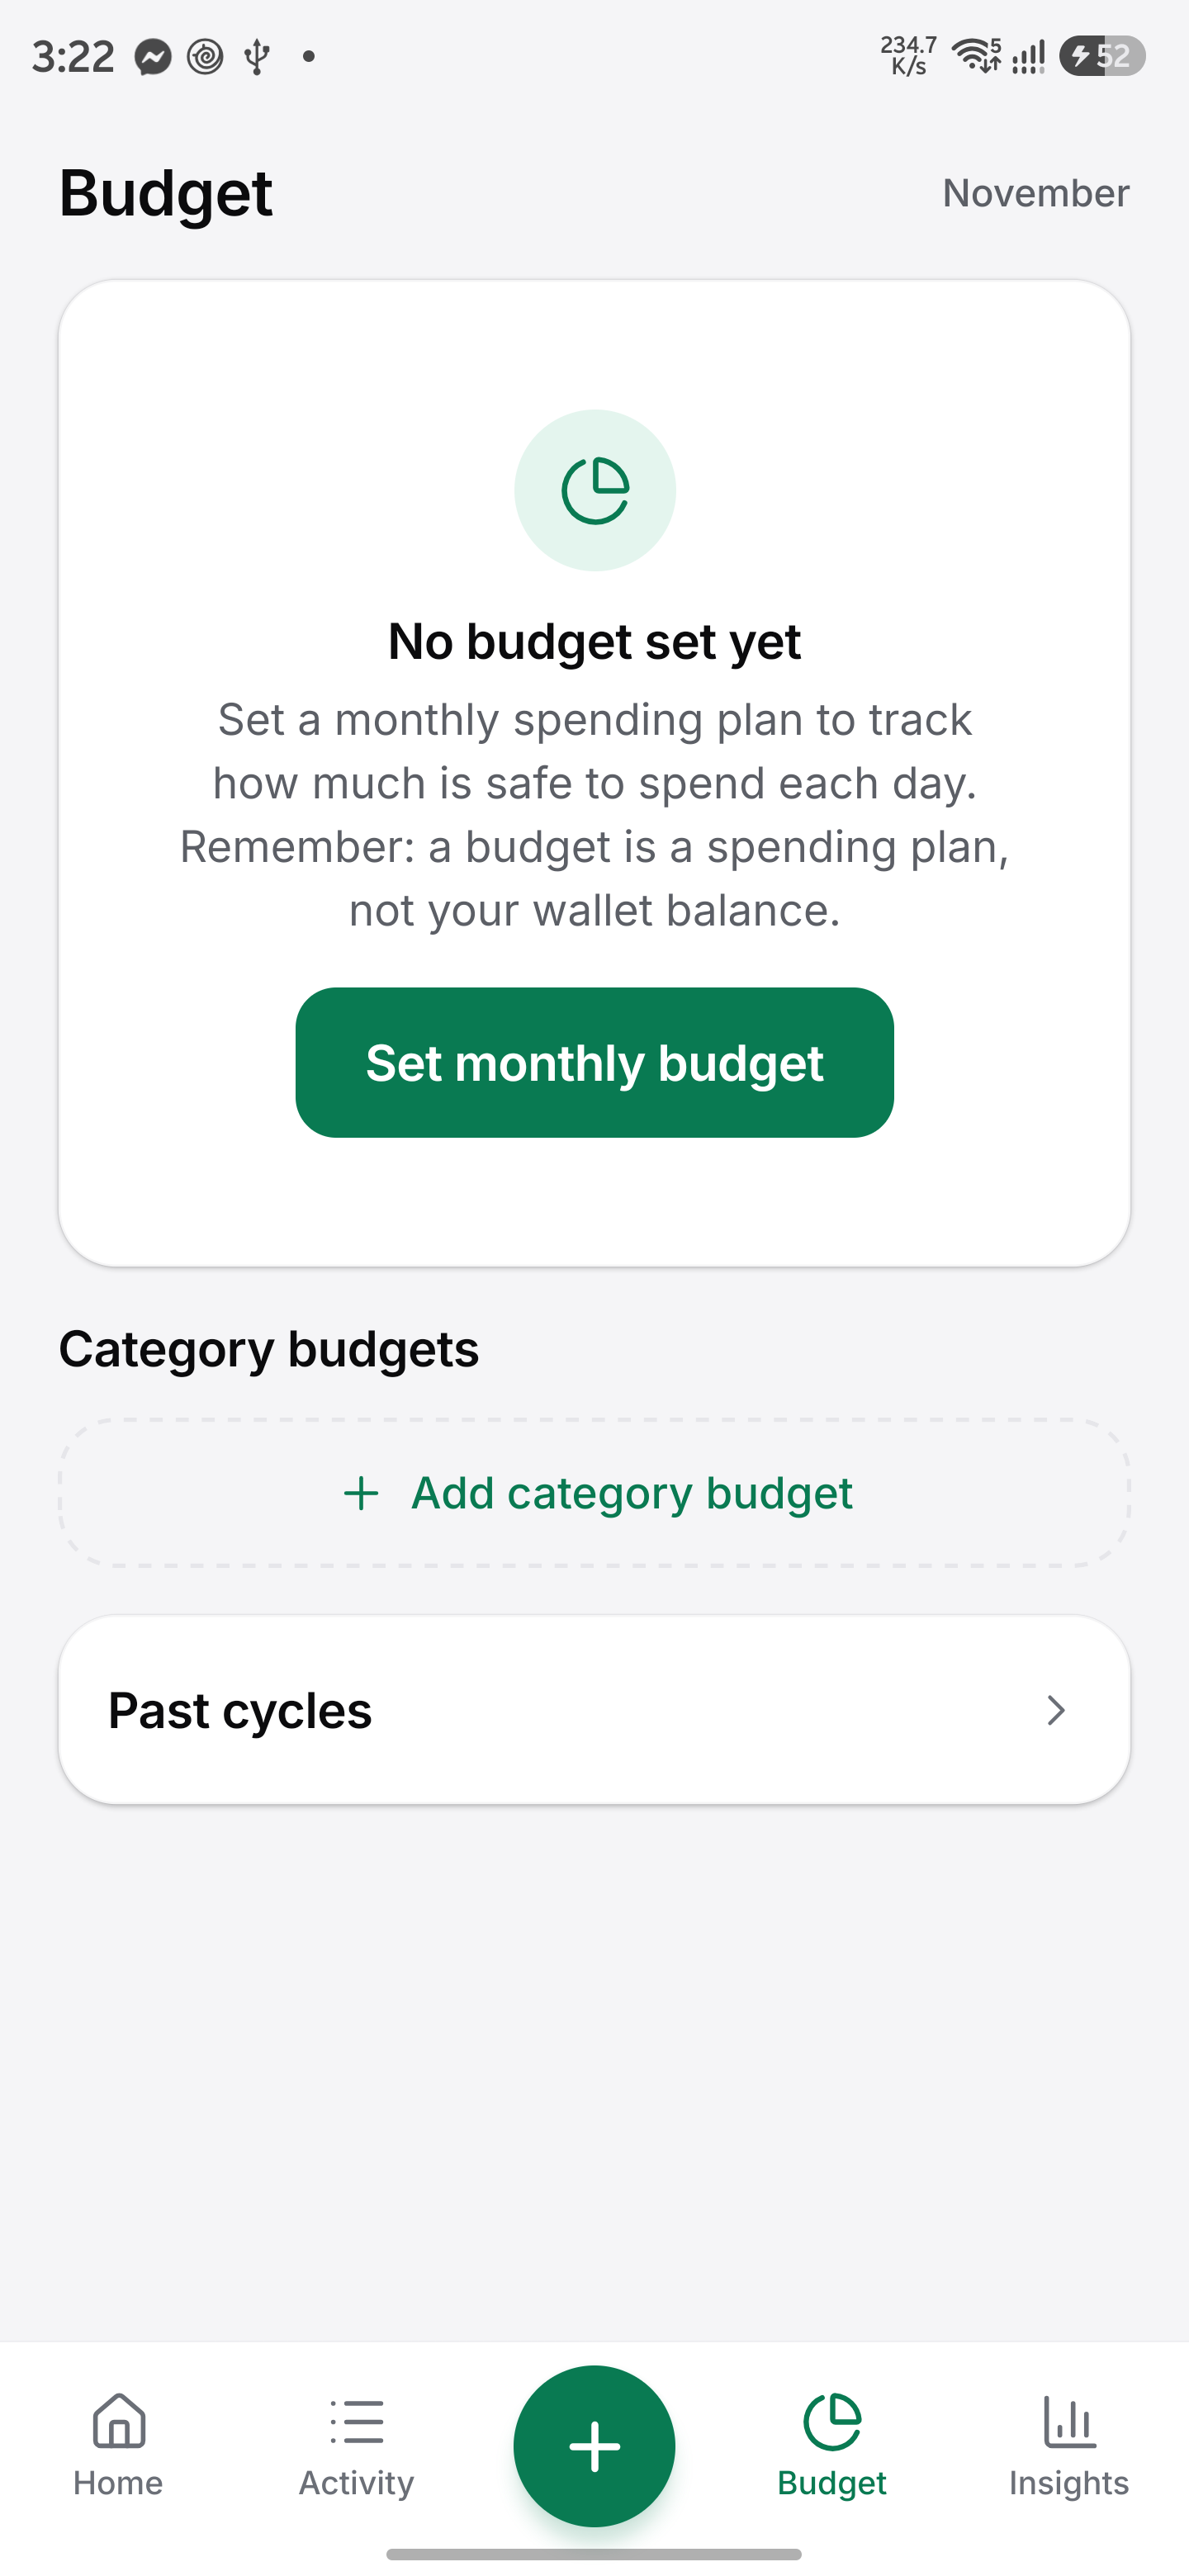 3:22
234.7
K/s
5
52
Budget
November
No budget set yet
Set a monthly spending plan to track
how much is safe to spend each day.
Remember: a budget is a spending plan,
not your wallet balance.
Set monthly budget
Category budgets
+ Add category budget
Past cycles
Home
Activity
Budget
Insights